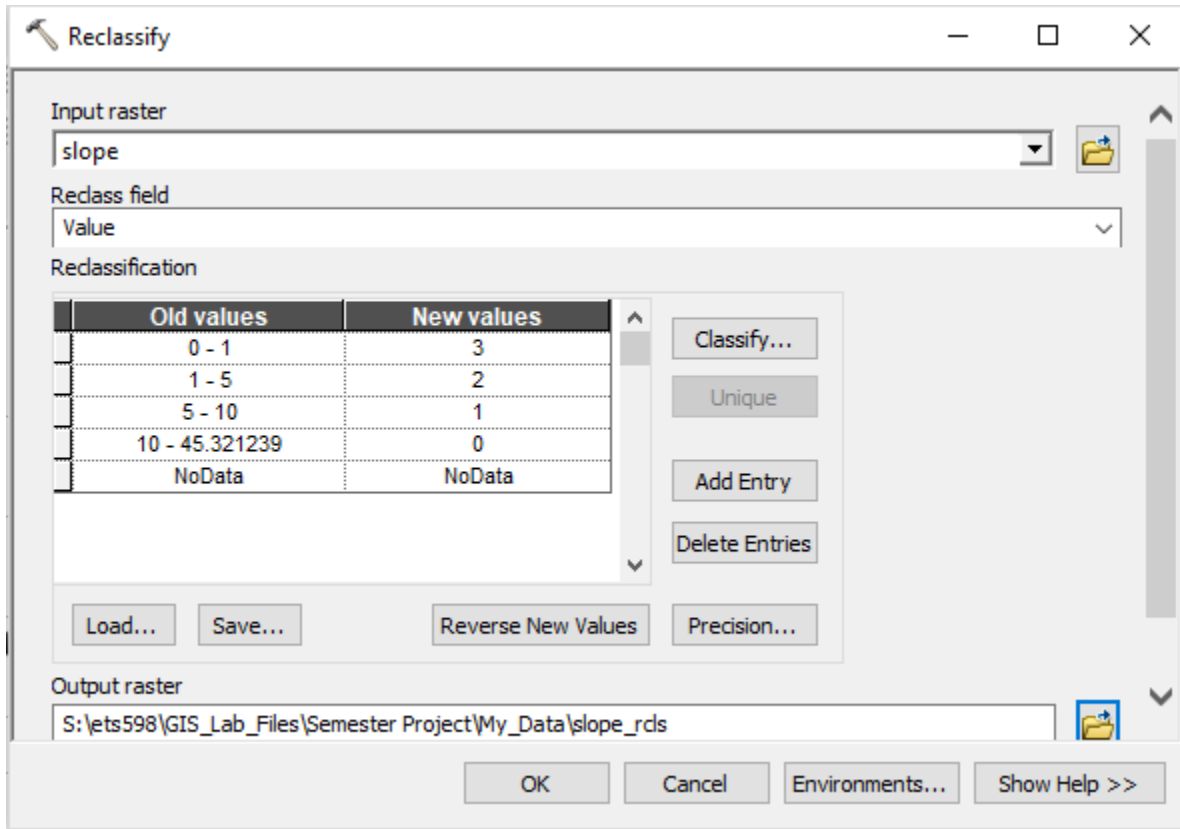 Reclassify
Input raster
slope
Reclass field
Value
Reclassification
Old values New values
0 - 1 3
1 - 5 2
5 - 10 1
10 - 45.321239 0
NoData NoData
Classify...
Unique
Add Entry
Delete Entries
Load... Save... Reverse New Values Precision...
Output raster
S:\ets598\GIS_Lab_Files\Semester Project\My_Data\slope_rcls
OK Cancel Environments... Show Help >>